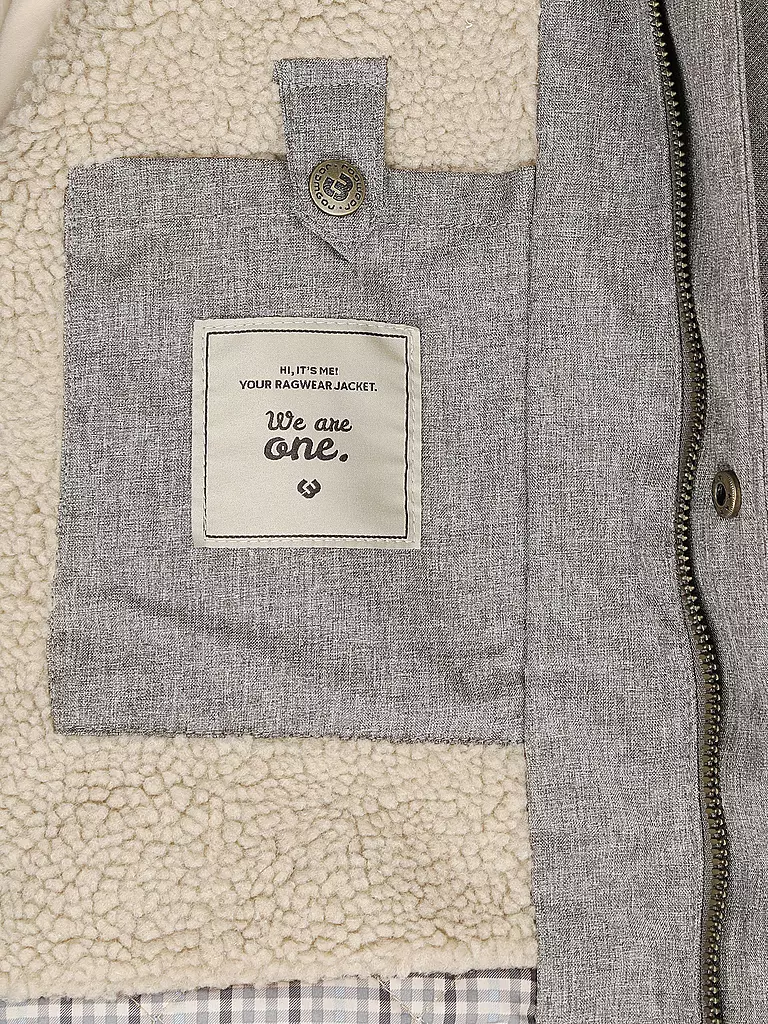 HI, IT'S ME!
YOUR RAGWEAR JACKET.
We are
one.